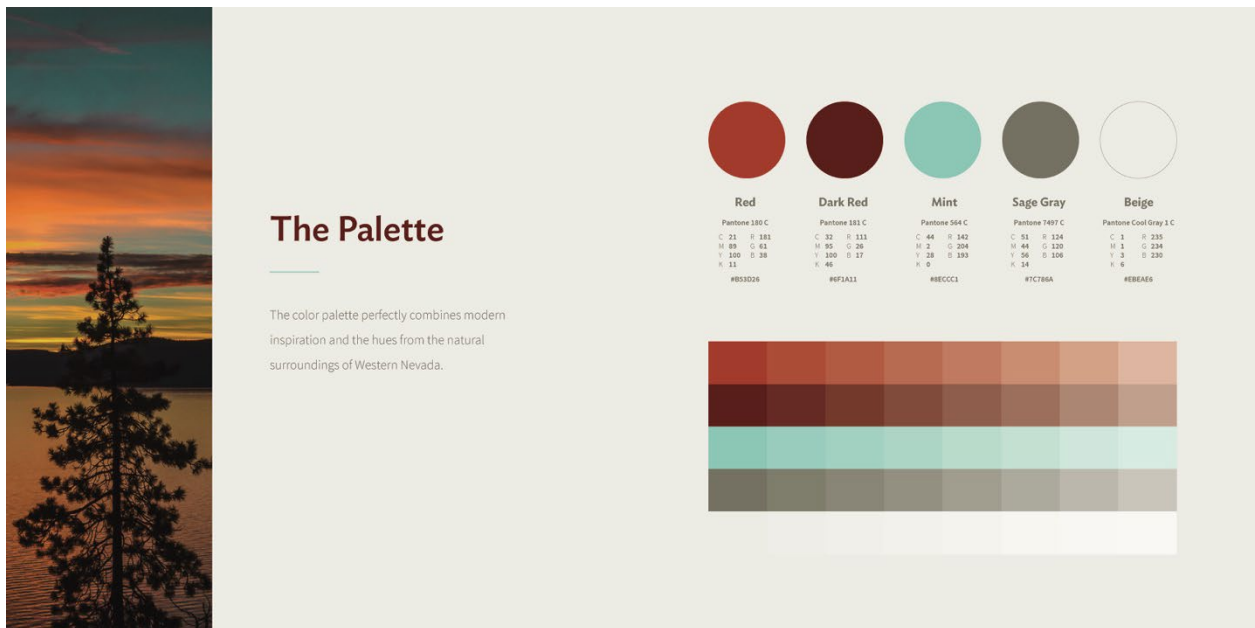 The Palette
The color palette perfectly combines modern
inspiration and the hues from the natural
surroundings of Western Nevada.
Red
Pantone 180 C
C 21 R 181
M 89 G 61
Y 100 B 38
K 11
#B53D26
Dark Red
Pantone 181 C
C 32 R 111
M 95 G 26
Y 100 B 17
K 46
#6F1A11
Mint
Pantone 564 C
C 44 R 142
M 2 G 204
Y 28 B 193
K 0
#8ECCC1
Sage Gray
Pantone 7497 C
C 51 R 124
M 44 G 120
Y 56 B 106
K 14
#7C786A
Beige
Pantone Cool Gray 1 C
C 1 R 235
M 1 G 234
Y 3 B 230
K 6
#EBEAE6